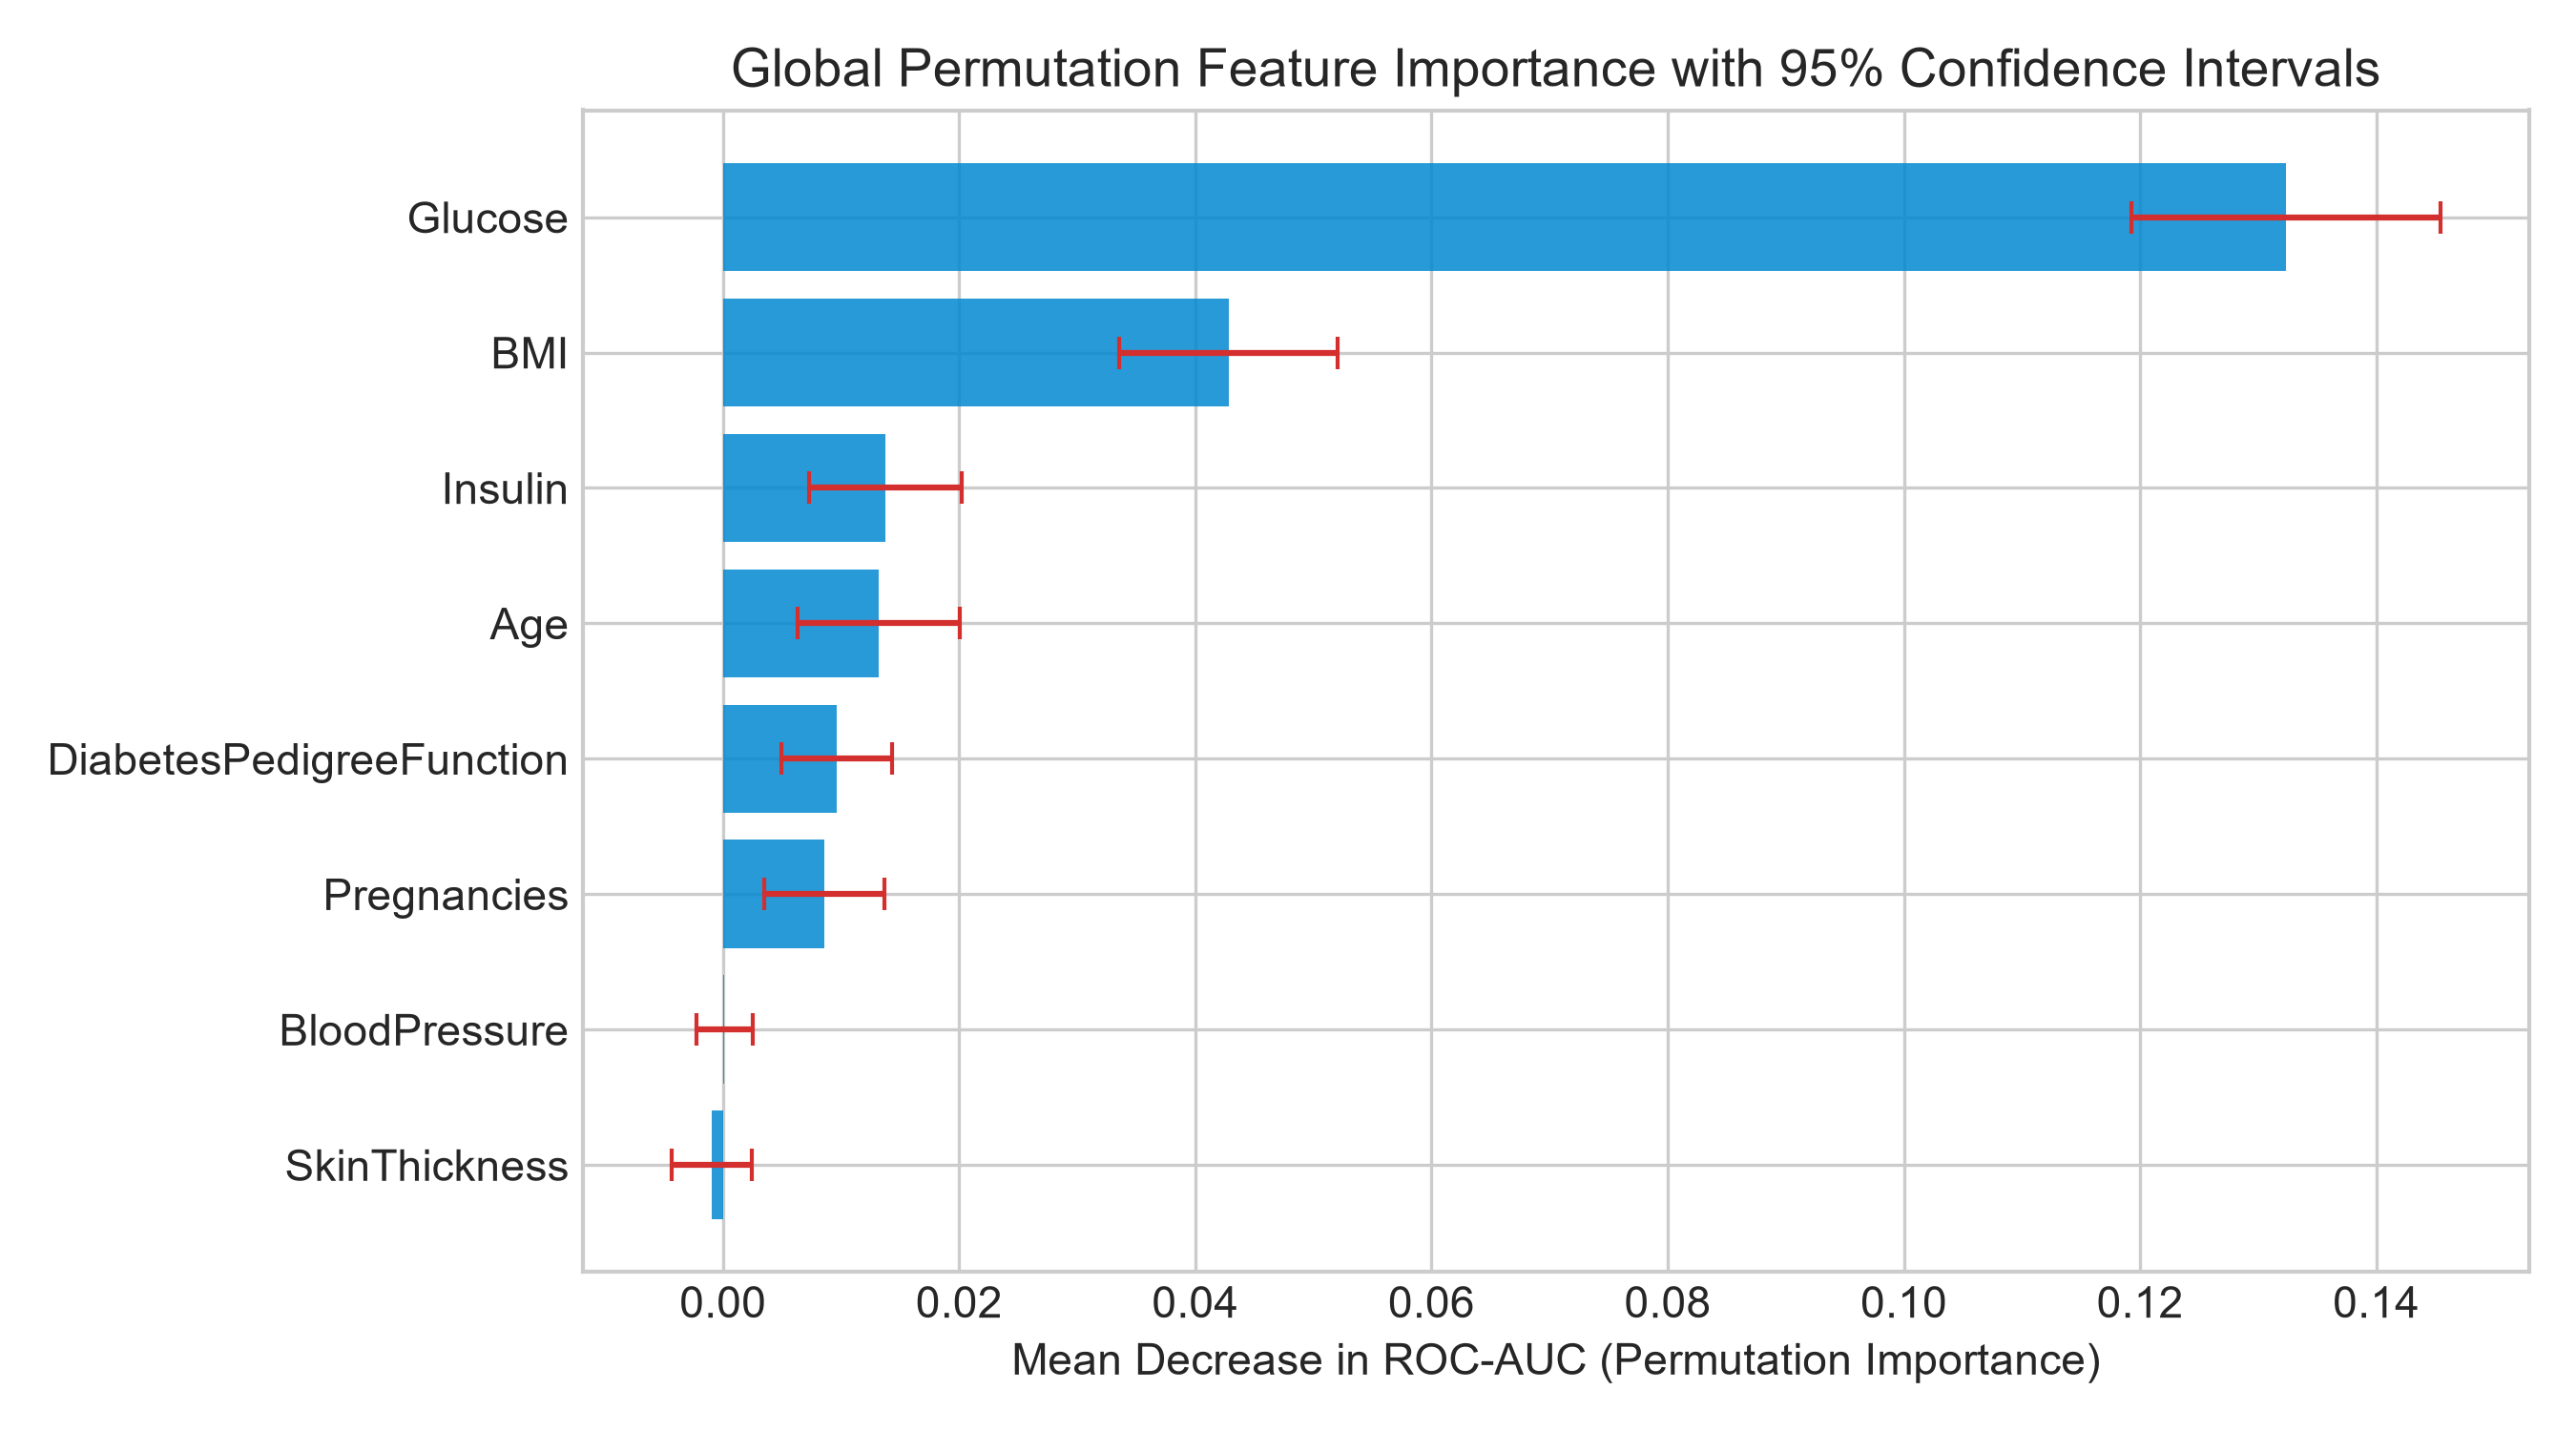 Global Permutation Feature Importance with 95% Confidence Intervals
Glucose
BMI
Insulin
Age
DiabetesPedigreeFunction
Pregnancies
BloodPressure
SkinThickness
0.00 0.02 0.04 0.06 0.08 0.10 0.12 0.14
Mean Decrease in ROC-AUC (Permutation Importance)